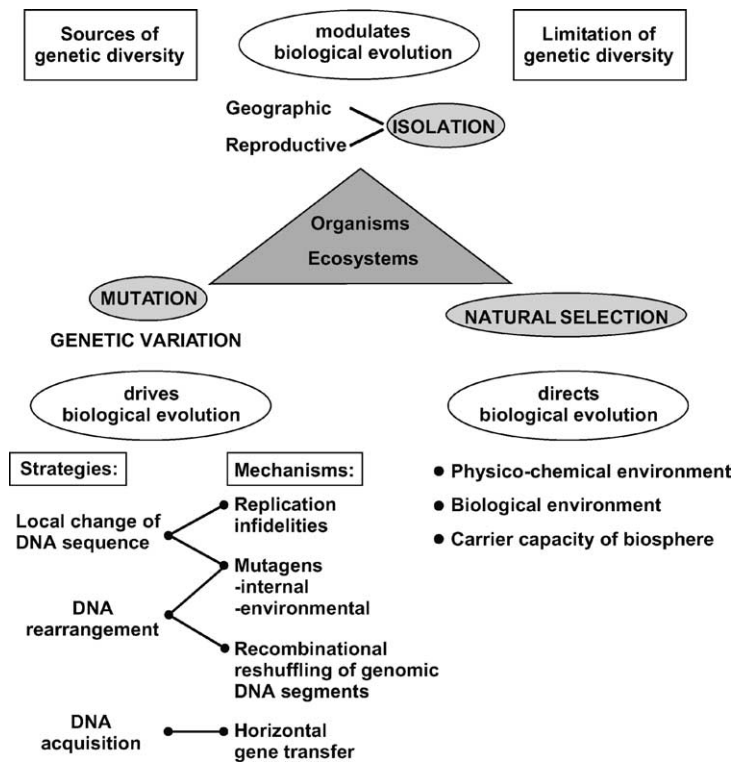 Sources of
genetic diversity
modulates
biological evolution
Limitation of
genetic diversity
Geographic
Reproductive
ISOLATION
Organisms
Ecosystems
MUTATION
GENETIC VARIATION
NATURAL SELECTION
drives
biological evolution
directs
biological evolution
Strategies:
Mechanisms:
Local change of
DNA sequence
DNA
rearrangement
DNA
acquisition
Replication
infidelities
Mutagens
-internal
-environmental
Recombinational
reshuffling of genomic
DNA segments
Horizontal
gene transfer
• Physico-chemical environment
• Biological environment
• Carrier capacity of biosphere